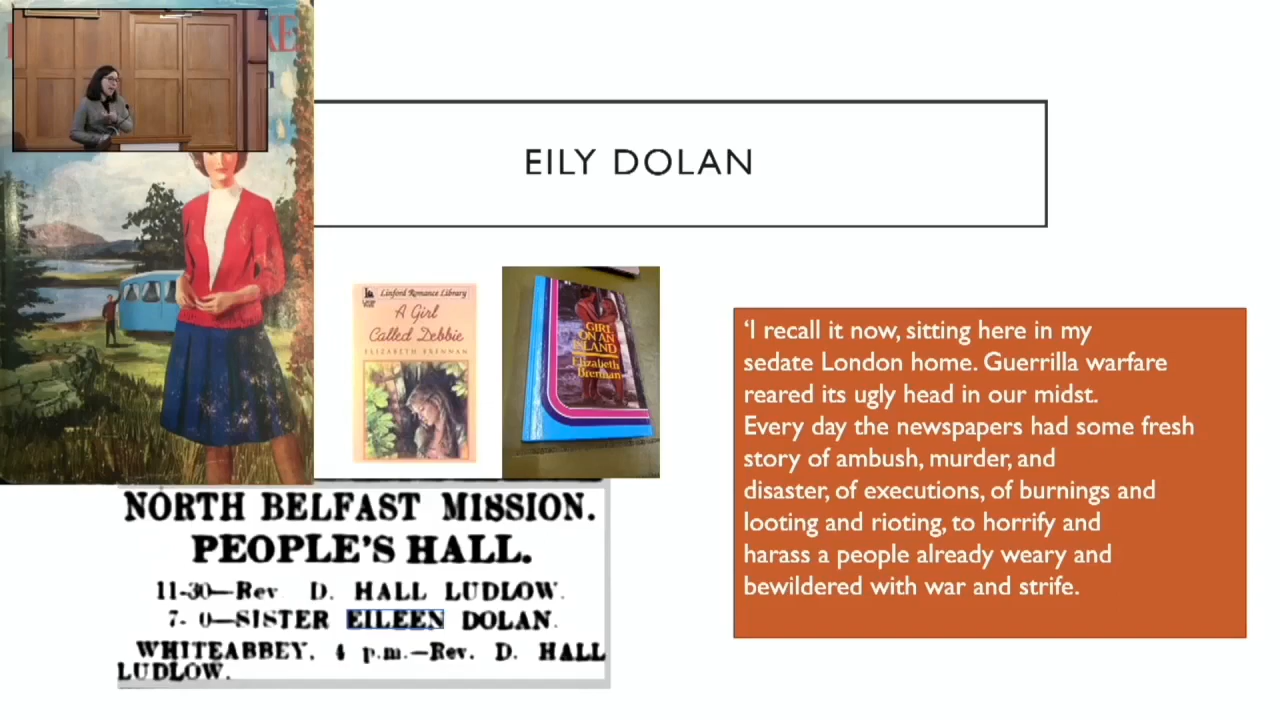 EILY DOLAN
Linford Romance Library
A Girl
Called Debbie
ELIZABETH BRENNAN
GIRL
ON AN
ISLAND
Elizabeth
Brennan
‘I recall it now, sitting here in my
sedate London home. Guerrilla warfare
reared its ugly head in our midst.
Every day the newspapers had some fresh
story of ambush, murder, and
disaster, of executions, of burnings and
looting and rioting, to horrify and
harass a people already weary and
bewildered with war and strife.
NORTH BELFAST MISSION.
PEOPLE'S HALL.
11-30—Rev D. HALL LUDLOW.
7- 0—SISTER EILEEN DOLAN.
WHITEABBEY, 4 p.m.—Rev. D. HALL
LUDLOW.